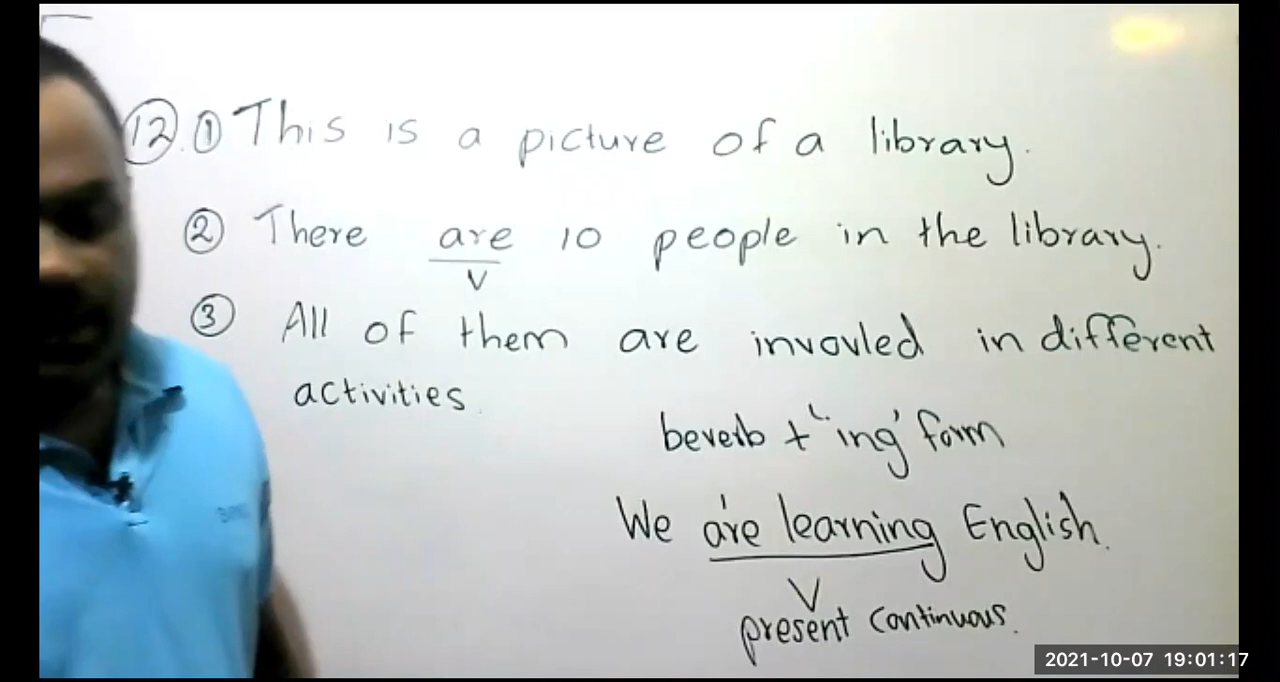 12. 1 This is a picture of a library.
2 There are 10 people in the library.
V
3 All of them are invovled in different
activities.
beverb + "ing" form
We are learning English.
V
present continuous.
2021-10-07 19:01:17